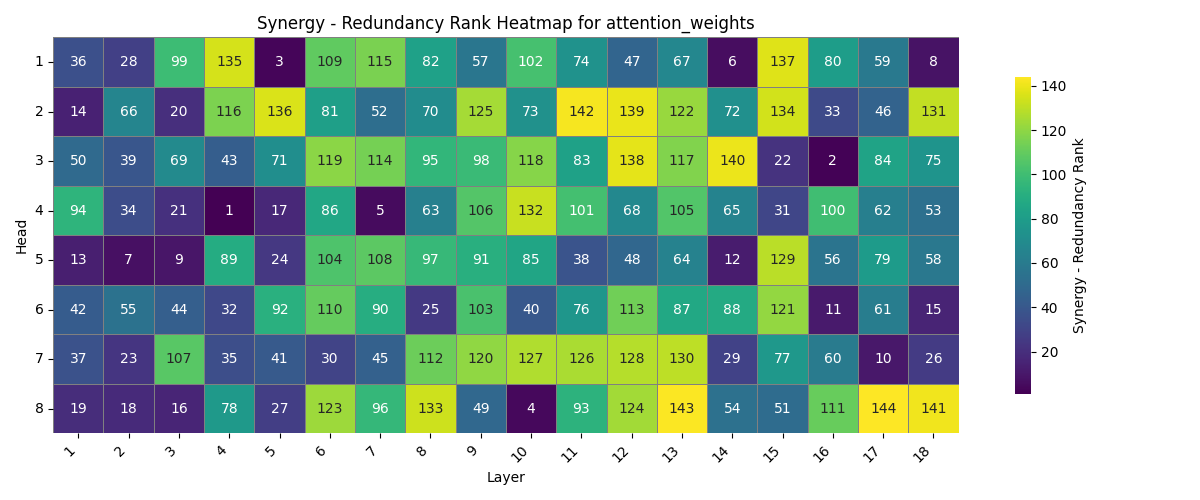 Synergy - Redundancy Rank Heatmap for attention_weights
1 36 28 99 135 3 109 115 82 57 102 74 47 67 6 137 80 59 8
2 14 66 20 116 136 81 52 70 125 73 142 139 122 72 134 33 46 131
3 50 39 69 43 71 119 114 95 98 118 83 138 117 140 22 2 84 75
4 94 34 21 1 17 86 5 63 106 132 101 68 105 65 31 100 62 53
5 13 7 9 89 24 104 108 97 91 85 38 48 64 12 129 56 79 58
6 42 55 44 32 92 110 90 25 103 40 76 113 87 88 121 11 61 15
7 37 23 107 35 41 30 45 112 120 127 126 128 130 29 77 60 10 26
8 19 18 16 78 27 123 96 133 49 4 93 124 143 54 51 111 144 141
1 2 3 4 5 6 7 8 9 10 11 12 13 14 15 16 17 18
Layer
Head
140
120
100
80
60
40
20
Synergy - Redundancy Rank